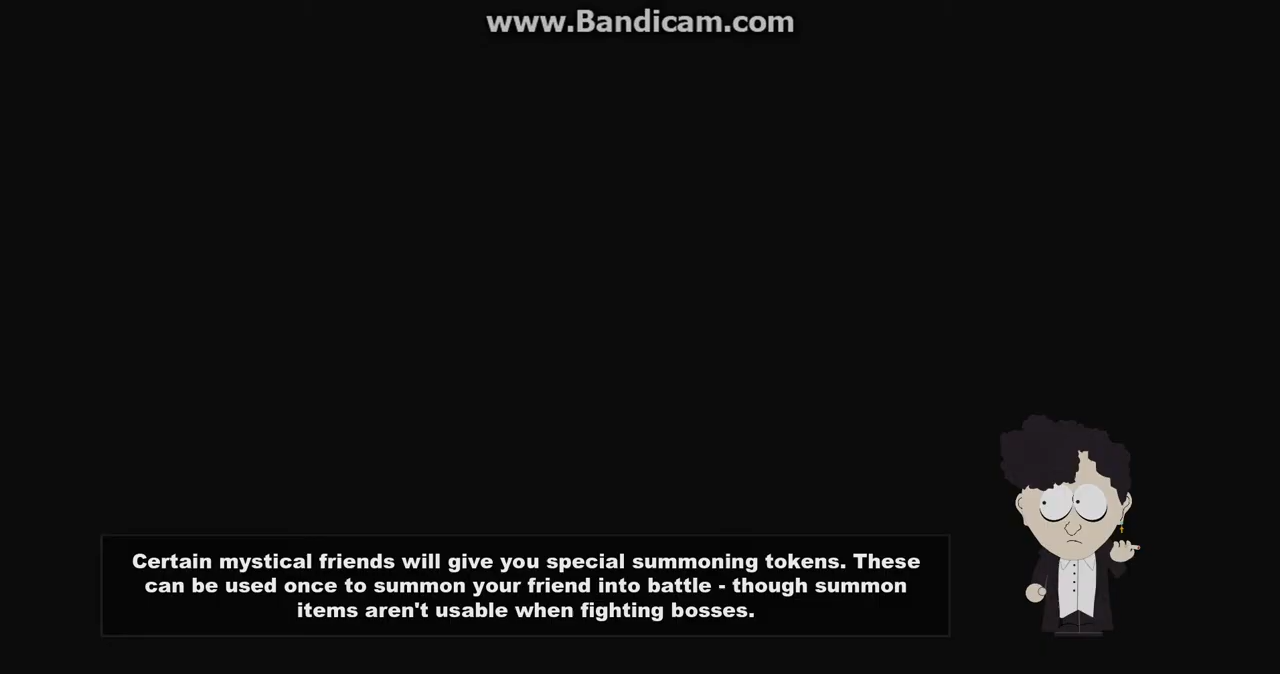 www.Bandicam.com
Certain mystical friends will give you special summoning tokens. These
can be used once to summon your friend into battle - though summon
items aren't usable when fighting bosses.